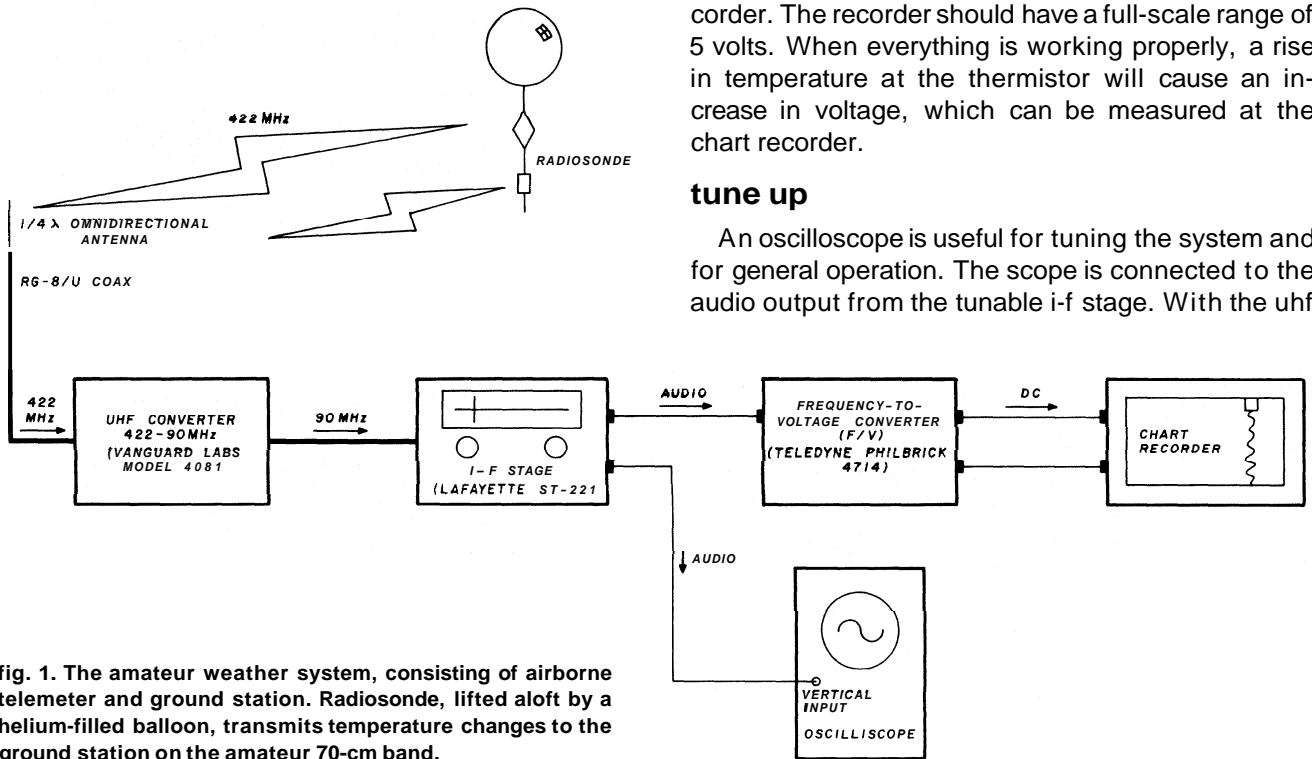 corder. The recorder should have a full-scale range of
5 volts. When everything is working properly, a rise
in temperature at the thermistor will cause an in-
crease in voltage, which can be measured at the
chart recorder.
tune up
An oscilloscope is useful for tuning the system and
for general operation. The scope is connected to the
audio output from the tunable i-f stage. With the uhf
422 MHz
RADIOSONDE
1/4 λ OMNIDIRECTIONAL
ANTENNA
RG-8/U COAX
422
MHz
UHF CONVERTER
422-90MHz
(VANGUARD LABS
MODEL 4081
90 MHz
I-F STAGE
(LAFAYETTE ST-221
AUDIO
FREQUENCY-TO-
VOLTAGE CONVERTER
(F/V)
(TELEDYNE PHILBRICK
4714)
DC
CHART
RECORDER
AUDIO
VERTICAL
INPUT
OSCILLISCOPE
fig. 1. The amateur weather system, consisting of airborne
telemeter and ground station. Radiosonde, lifted aloft by a
helium-filled balloon, transmits temperature changes to the
ground station on the amateur 70-cm band.